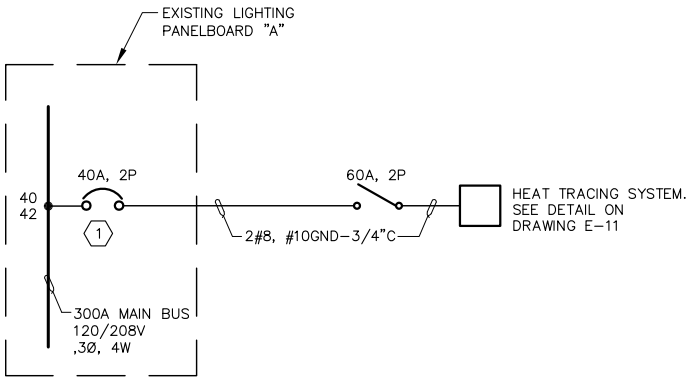 EXISTING LIGHTING
PANELBOARD "A"
40A, 2P
60A, 2P
40
42
1
2#8, #10GND-3/4"C
HEAT TRACING SYSTEM.
SEE DETAIL ON
DRAWING E-11
300A MAIN BUS
120/208V
,3Ø, 4W